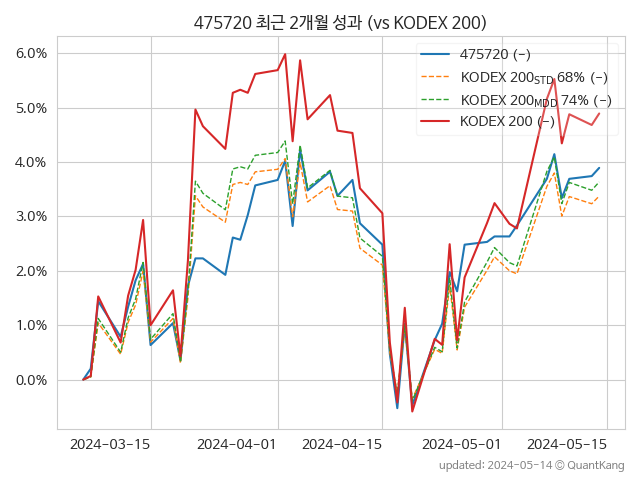 475720 최근 2개월 성과 (vs KODEX 200)
6.0%
5.0%
4.0%
3.0%
2.0%
1.0%
0.0%
475720 (-)
KODEX 200STD 68% (-)
KODEX 200MDD 74% (-)
KODEX 200 (-)
2024-03-15
2024-04-01
2024-04-15
2024-05-01
2024-05-15
updated: 2024-05-14 © QuantKang